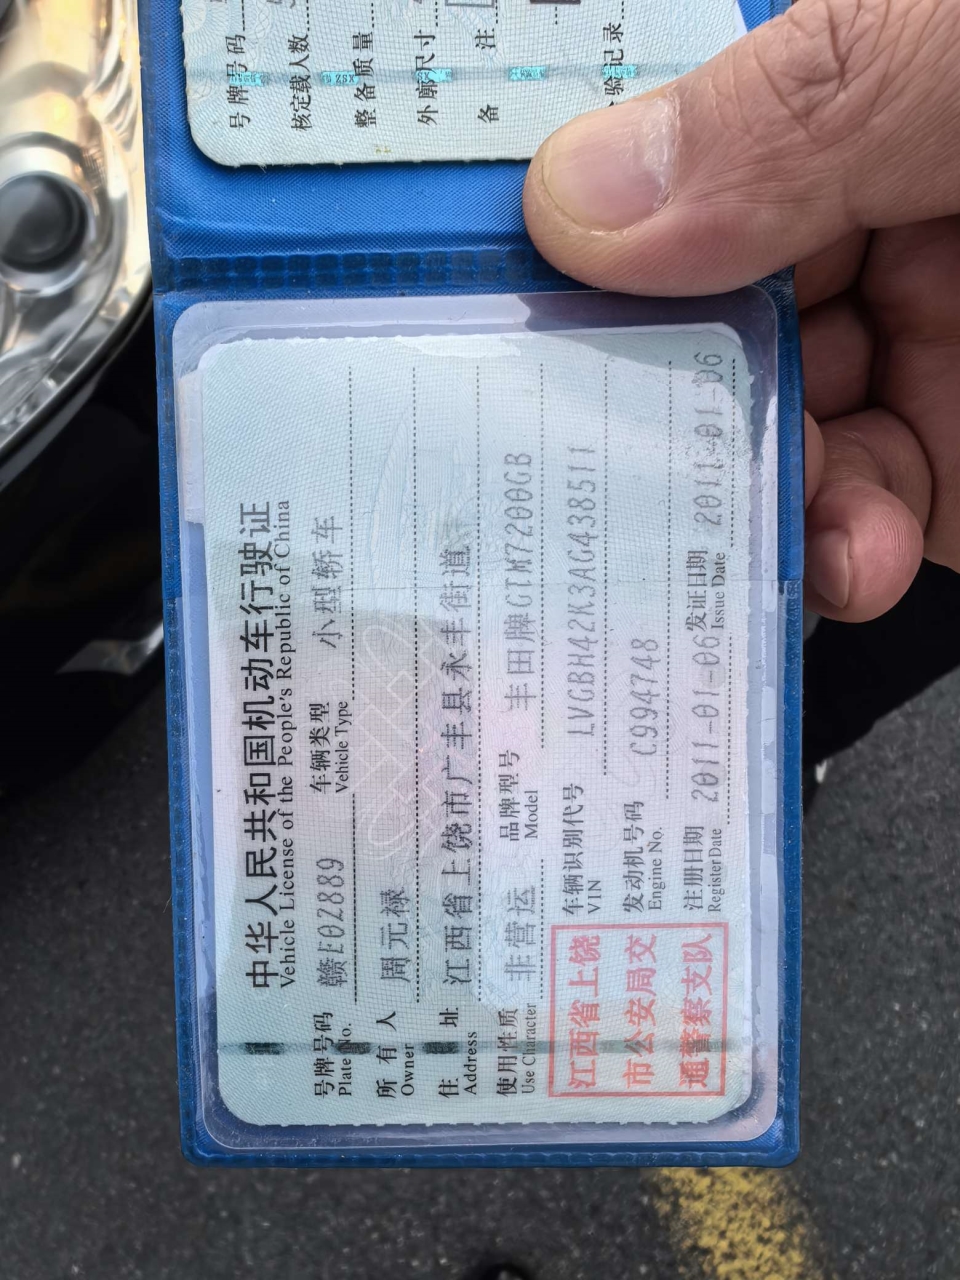 中华人民共和国机动车行驶证
Vehicle License of the People's Republic of China
号牌号码 赣E02889 车辆类型 小型轿车
Plate No. Vehicle Type
所有人 周元禄
Owner
住址 江西省上饶市广丰县永丰街道
Address
使用性质 非营运 品牌型号 丰田牌GTM7200GB
Use Character Model
江西省上饶
市公安局交
通警察支队
车辆识别代号 LVGBH42K3AG438511
VIN
发动机号码 C994748
Engine No.
注册日期 2011-01-06 发证日期 2011-01-06
Register Date Issue Date
号牌号码
核定载人数
整备质量
外廓尺寸
备注
验记录